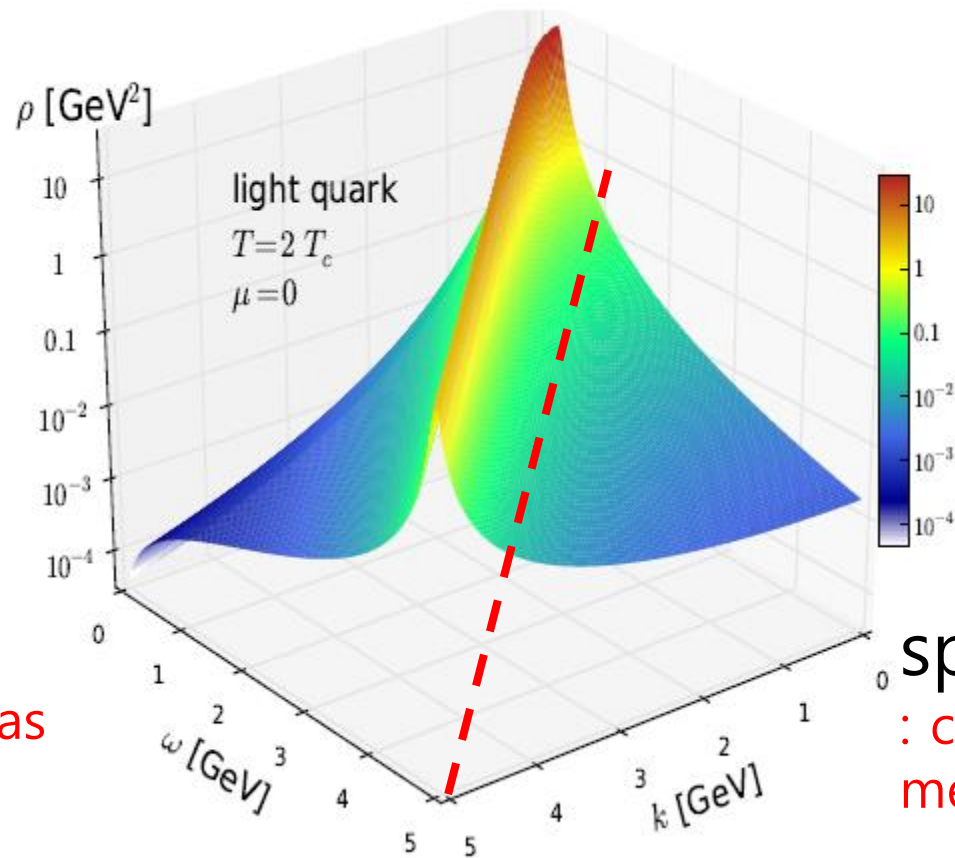 ρ [GeV²]
light quark
T=2 T_c
μ=0
10
1
0.1
10⁻²
10⁻³
10⁻⁴
10
1
0.1
10⁻²
10⁻³
10⁻⁴
0
1
2
3
4
5
ω [GeV]
5
4
3
2
1
0
k [GeV]
as
sp
: c
me